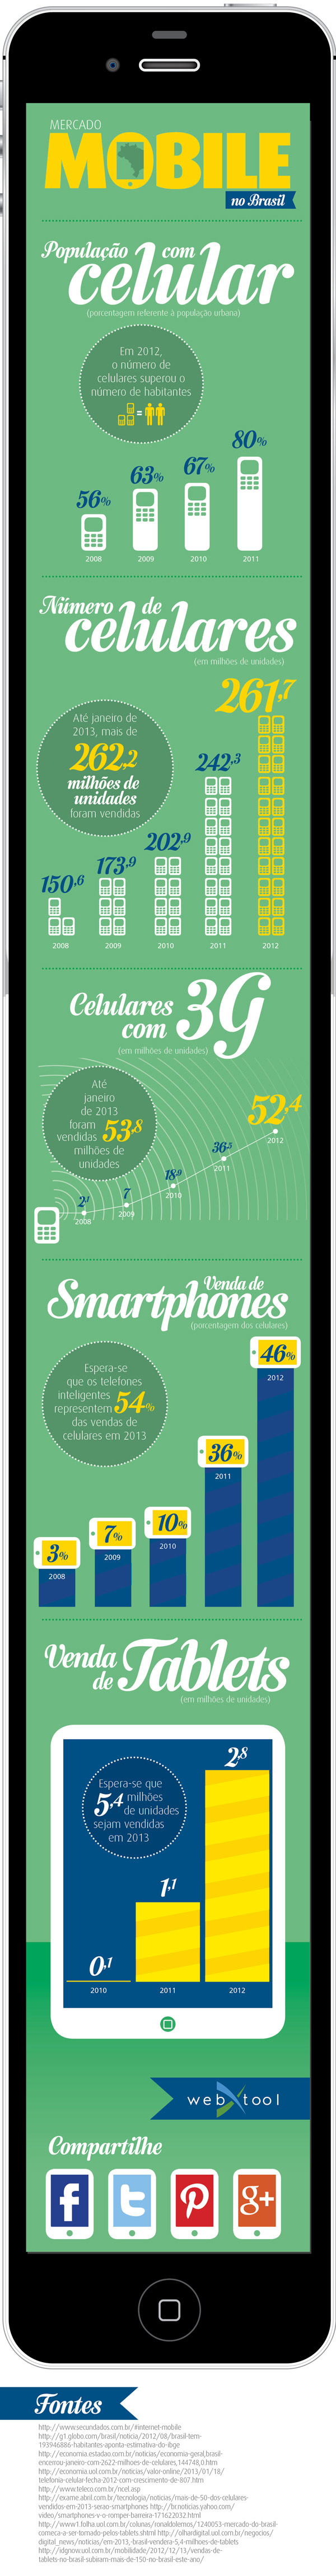 MERCADO
MOBILE
no Brasil
População com
celular
(porcentagem referente à população urbana)
Em 2012,
o número de
celulares superou o
número de habitantes
=
56%
63%
67%
80%
2008
2009
2010
2011
Número de
celulares
(em milhões de unidades)
Até janeiro de
2013, mais de
262,2
milhões de
unidades
foram vendidas
150,6
173,9
202,9
242,3
261,7
2008
2009
2010
2011
2012
Celulares
com 3G
(em milhões de unidades)
Até
janeiro
de 2013
foram
vendidas 53,8
milhões de
unidades
2,1
2008
7
2009
18,9
2010
36,5
2011
52,4
2012
Venda de
Smartphones
(porcentagem dos celulares)
Espera-se
que os telefones
inteligentes
representem 54%
das vendas de
celulares em 2013
3%
2008
7%
2009
10%
2010
36%
2011
46%
2012
Venda
de Tablets
(em milhões de unidades)
Espera-se que
5,4 milhões
de unidades
sejam vendidas
em 2013
0,1
1,1
2,8
2010
2011
2012
webXtool
Compartilhe
f
t
p
g+
Fontes
http://www.secundados.com.br/#internet-mobile
http://g1.globo.com/brasil/noticia/2012/08/brasil-tem-
193946886-habitantes-aponta-estimativa-do-ibge
http://economia.estadao.com.br/noticias/economia-geral,brasil-
encerrou-janeiro-com-2622-milhoes-de-celulares,144748,0.htm
http://economia.uol.com.br/noticias/valor-online/2013/01/18/
telefonia-celular-fecha-2012-com-crescimento-de-807.htm
http://www.teleco.com.br/ncel.asp
http://exame.abril.com.br/tecnologia/noticias/mais-de-50-dos-celulares-
vendidos-em-2013-serao-smartphones http://br.noticias.yahoo.com/
video/smartphones-v-o-romper-barreira-171622032.html
http://www1.folha.uol.com.br/colunas/ronaldolemos/1240053-mercado-do-brasil-
comeca-a-ser-tomado-pelos-tablets.shtml http://olhardigital.uol.com.br/negocios/
digital_news/noticias/em-2013,-brasil-vendera-5,4-milhoes-de-tablets
http://idgnow.uol.com.br/mobilidade/2012/12/13/vendas-de-
tablets-no-brasil-subiram-mais-de-150-no-brasil-este-ano/